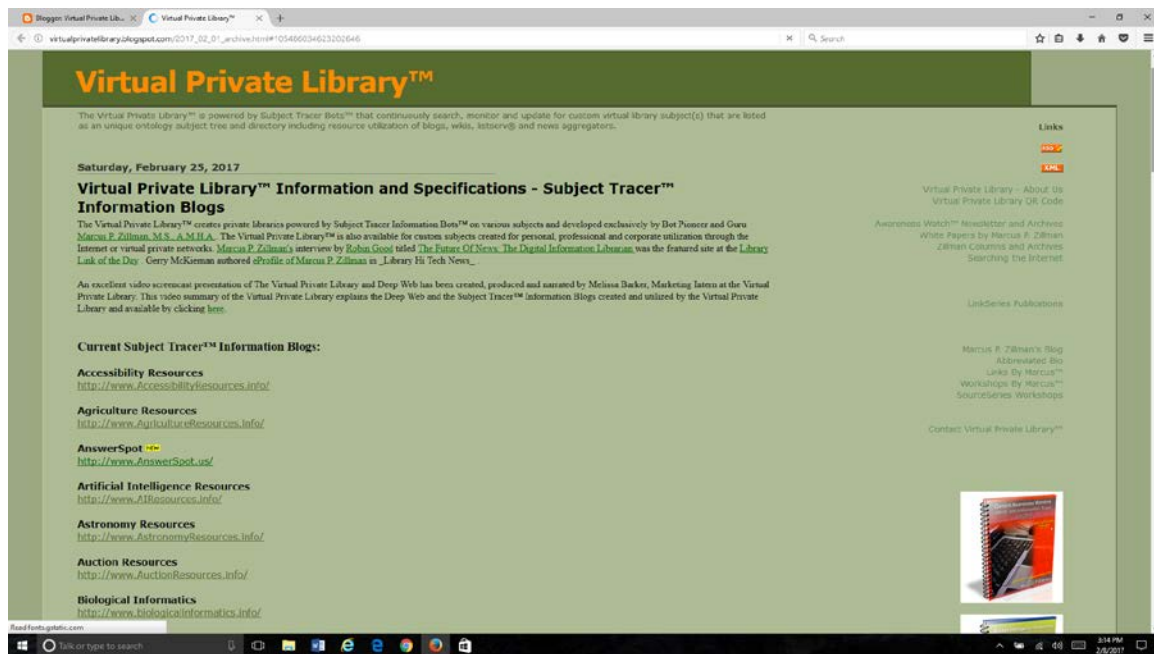 Bloggen Virtual Private Lib...
Virtual Private Library™
virtualprivatelibrary.blogspot.com/2017_02_01_archive.html#105466034623202646
Search
Virtual Private Library™
The Virtual Private Library™ is powered by Subject Tracer Bots™ that continuously search, monitor and update for custom virtual library subject(s) that are listed
as an unique ontology subject tree and directory including resource utilization of blogs, wikis, listserv® and news aggregators.
Links
RSS
XML
Saturday, February 25, 2017
Virtual Private Library™ Information and Specifications - Subject Tracer™
Information Blogs
The Virtual Private Library™ creates private libraries powered by Subject Tracer Information Bots™ on various subjects and developed exclusively by Bot Pioneer and Guru
Marcus P. Zillman, M.S., A.M.H.A. . The Virtual Private Library™ is also available for custom subjects created for personal, professional and corporate utilization through the
Internet or virtual private networks. Marcus P. Zillman's interview by Robin Good titled The Future Of News: The Digital Information Librarian was the featured site at the Library
Link of the Day . Gerry McKiernan authored eProfile of Marcus P. Zillman in _Library Hi Tech News_ .
An excellent video screencast presentation of The Virtual Private Library and Deep Web has been created, produced and narrated by Melissa Barker, Marketing Intern at the Virtual
Private Library. This video summary of the Virtual Private Library explains the Deep Web and the Subject Tracer™ Information Blogs created and utilized by the Virtual Private
Library and available by clicking here.
Current Subject Tracer™ Information Blogs:
Accessibility Resources
http://www.AccessibilityResources.info/
Agriculture Resources
http://www.AgricultureResources.info/
AnswerSpot NEW
http://www.AnswerSpot.us/
Artificial Intelligence Resources
http://www.AIResources.info/
Astronomy Resources
http://www.AstronomyResources.info/
Auction Resources
http://www.AuctionResources.info/
Biological Informatics
http://www.biologicalinformatics.info/
Virtual Private Library - About Us
Virtual Private Library QR Code
Awareness Watch™ Newsletter and Archives
White Papers by Marcus P. Zillman
Zillman Columns and Archives
Searching the Internet
LinkSeries Publications
Marcus P. Zillman's Blog
Abbreviated Bio
Links By Marcus™
Workshops By Marcus™
SourceSeries Workshops
Contact Virtual Private Library™
Read fonts.gstatic.com
Talk or type to search
3:14 PM
2/8/2017